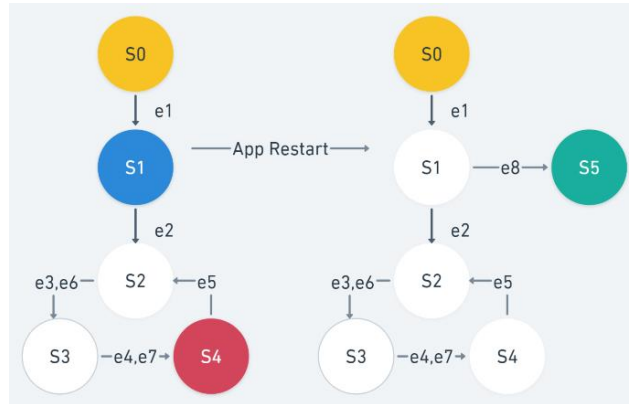 S0
e1
S1
e2
S2
e3,e6
e5
S3
e4,e7
S4
App Restart
S0
e1
S1
e8
S5
e2
S2
e3,e6
e5
S3
e4,e7
S4